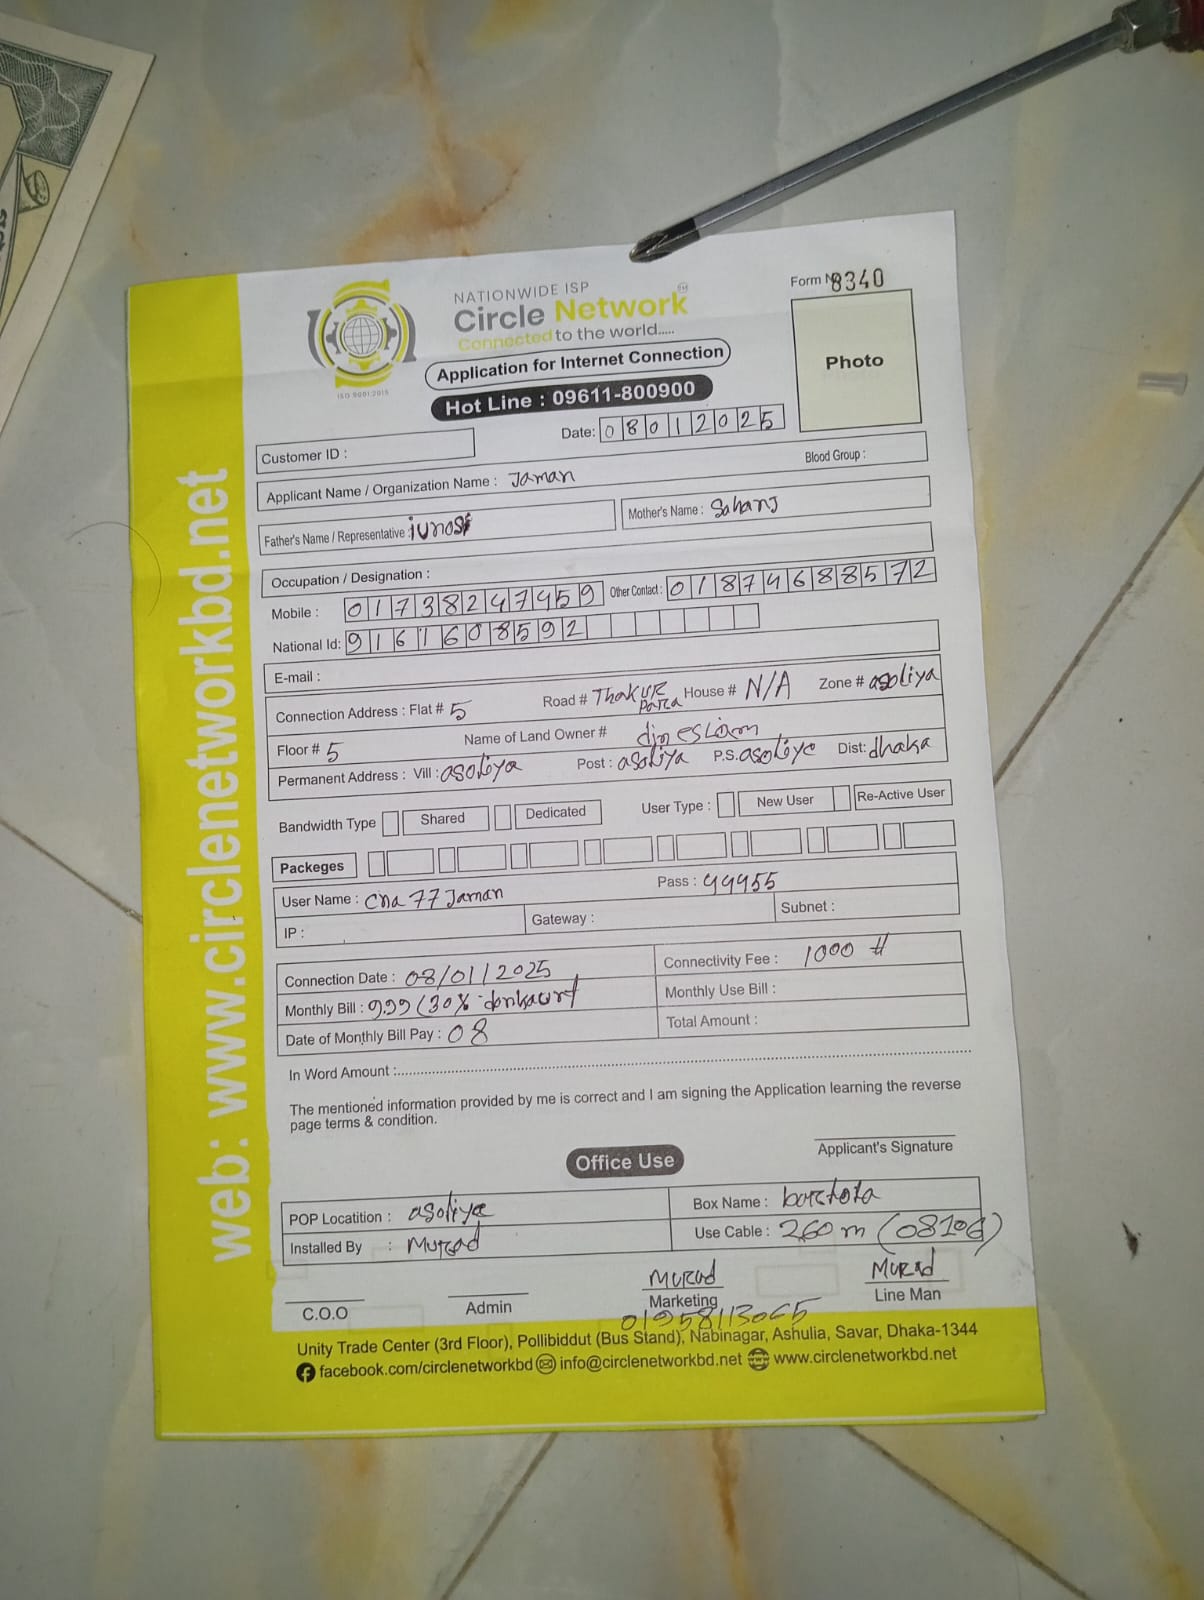 NATIONWIDE ISP
Circle Network SM
Connected to the world.....
ISO 9001:2015
Form No 8340
Photo
Application for Internet Connection
Hot Line : 09611-800900
Date: 08012025
Customer ID :
Applicant Name / Organization Name : Jaman Blood Group :
Father's Name / Representative : Mother's Name :
Occupation / Designation :
Mobile : 01738247459 Other Contact : 01874688572
National Id: 9161608592
E-mail :
Connection Address : Flat # 5 Road # Thakur para House # N/A Zone # asoliya
Floor # 5 Name of Land Owner #
Permanent Address : Vill : asoliya Post : asoliya P.S. asoliye Dist: dhaka
Bandwidth Type Shared Dedicated User Type : New User Re-Active User
Packeges
User Name : cna 77 Jaman Pass : 44455
IP : Gateway : Subnet :
Connection Date : 08/01/2025 Connectivity Fee : 1000 #
Monthly Bill : 999 (30% Monthly Use Bill :
Date of Monthly Bill Pay : 08 Total Amount :
In Word Amount :
The mentioned information provided by me is correct and I am signing the Application learning the reverse
page terms & condition.
Applicant's Signature
Office Use
POP Locatition : asoliya Box Name :
Installed By : Murad Use Cable : 260 m
C.O.O Admin Murad Marketing Murad Line Man
Unity Trade Center (3rd Floor), Pollibiddut (Bus Stand), Nabinagar, Ashulia, Savar, Dhaka-1344
facebook.com/circlenetworkbd info@circlenetworkbd.net www.circlenetworkbd.net
web: www.circlenetworkbd.net